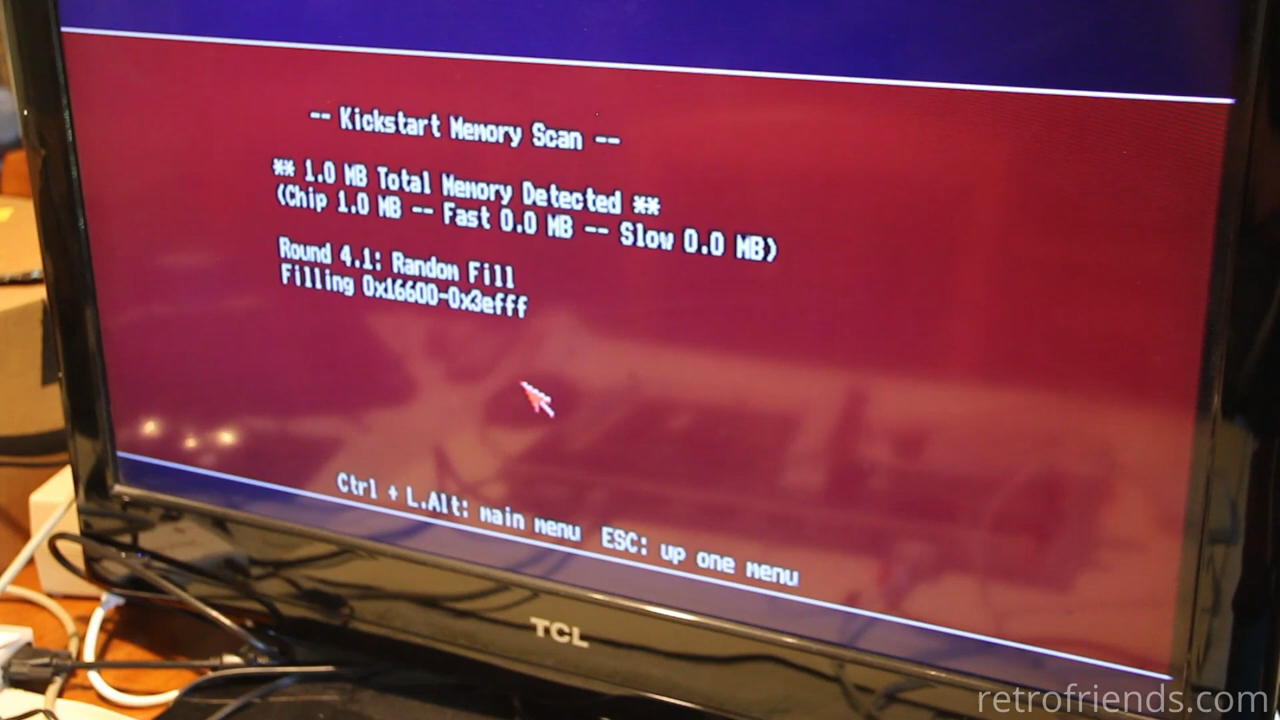 -- Kickstart Memory Scan --
** 1.0 MB Total Memory Detected **
(Chip 1.0 MB -- Fast 0.0 MB -- Slow 0.0 MB)
Round 4.1: Random Fill
Filling 0x16600-0x3efff
Ctrl + L.Alt: main menu  ESC: up one menu
TCL
retrofriends.com